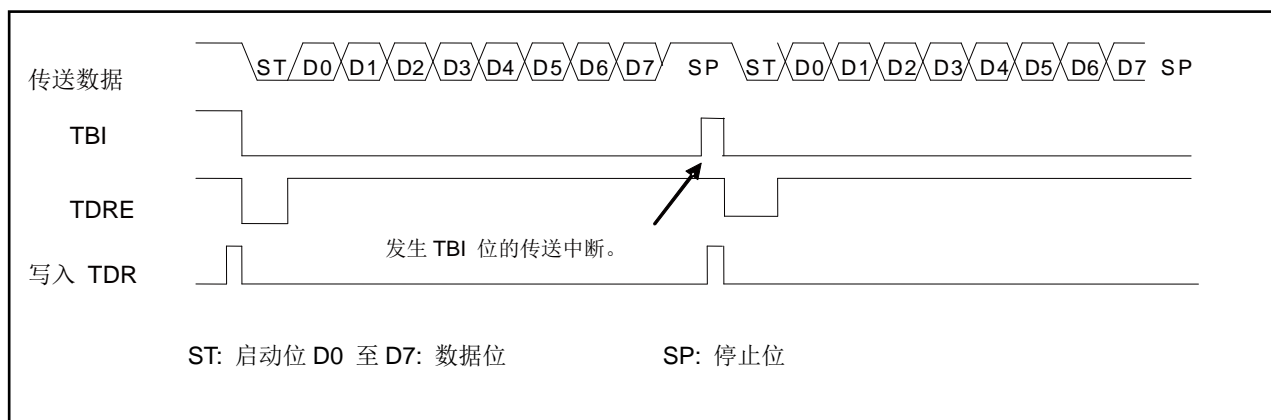 传送数据
ST D0 D1 D2 D3 D4 D5 D6 D7 SP ST D0 D1 D2 D3 D4 D5 D6 D7 SP
TBI
TDRE
发生 TBI 位的传送中断。
写入 TDR
ST: 启动位 D0 至 D7: 数据位 SP: 停止位